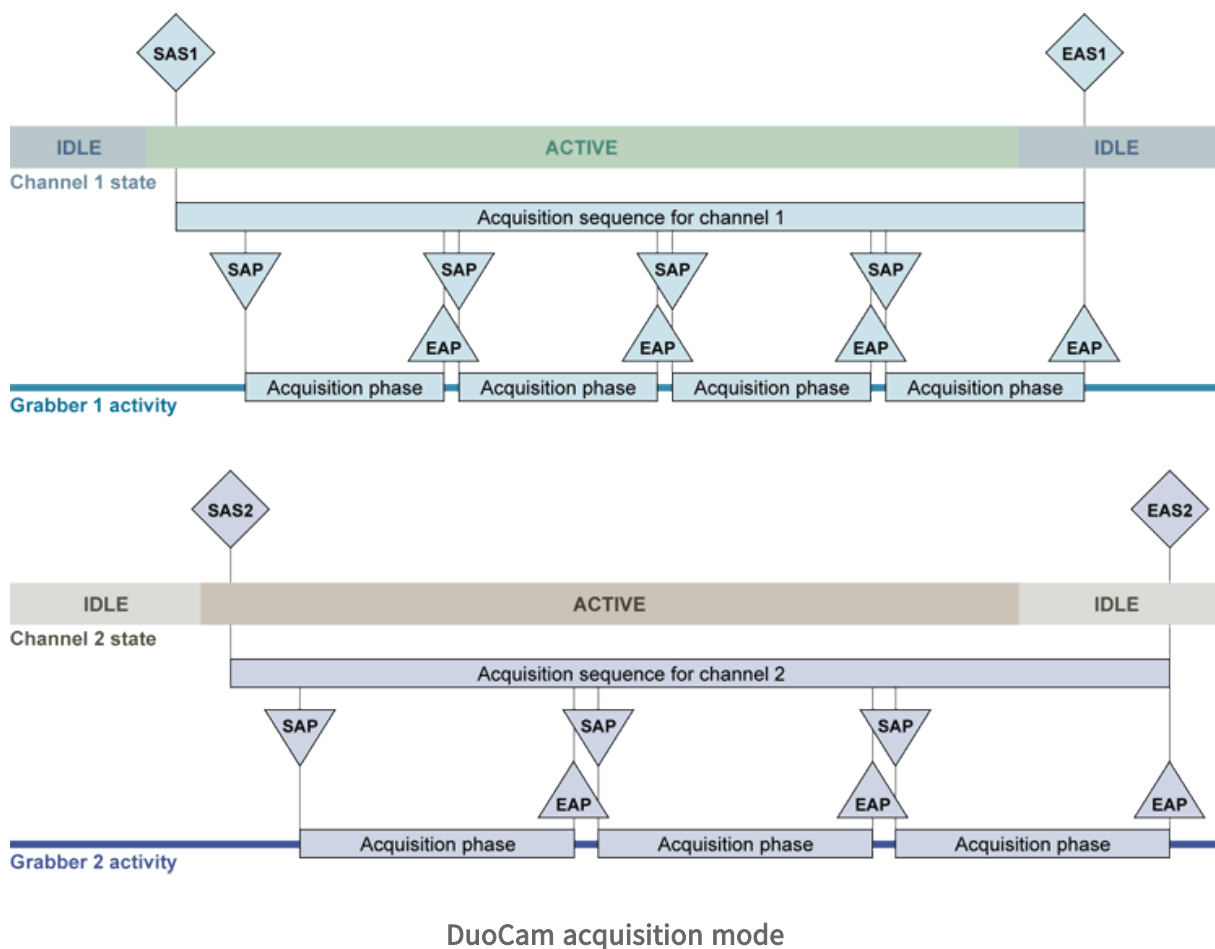 SAS1 EAS1
IDLE ACTIVE IDLE
Channel 1 state
Acquisition sequence for channel 1
SAP SAP SAP SAP
EAP EAP EAP EAP
Acquisition phase Acquisition phase Acquisition phase Acquisition phase
Grabber 1 activity
SAS2 EAS2
IDLE ACTIVE IDLE
Channel 2 state
Acquisition sequence for channel 2
SAP SAP SAP
EAP EAP EAP
Acquisition phase Acquisition phase Acquisition phase
Grabber 2 activity
DuoCam acquisition mode